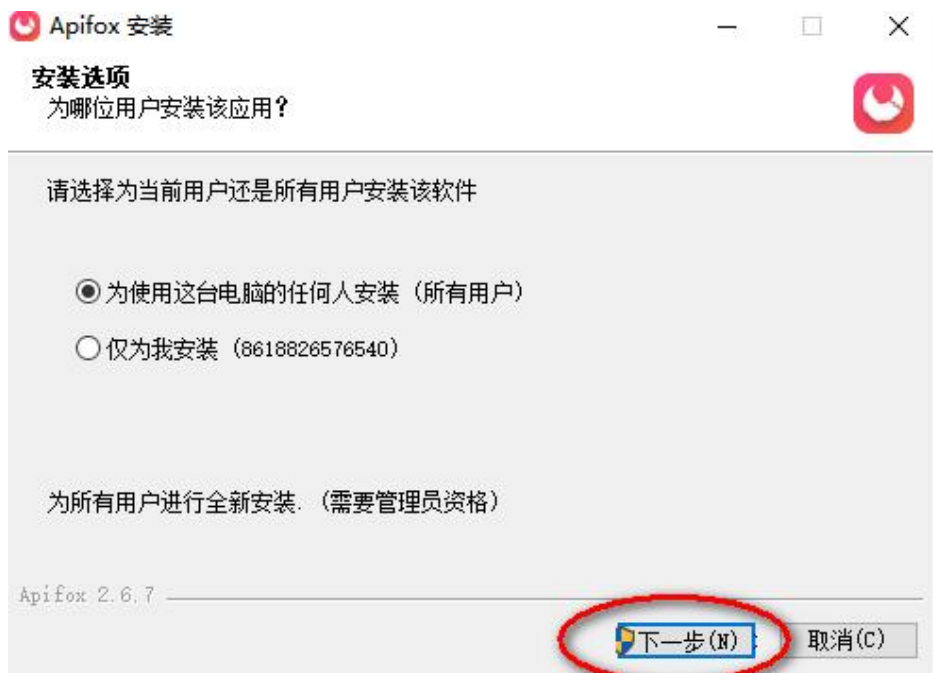 Apifox 安装
安装选项
为哪位用户安装该应用?
请选择为当前用户还是所有用户安装该软件
为使用这台电脑的任何人安装（所有用户）
仅为我安装（8618826576540）
为所有用户进行全新安装.（需要管理员资格）
Apifox 2.6.7
下一步(N)
取消(C)